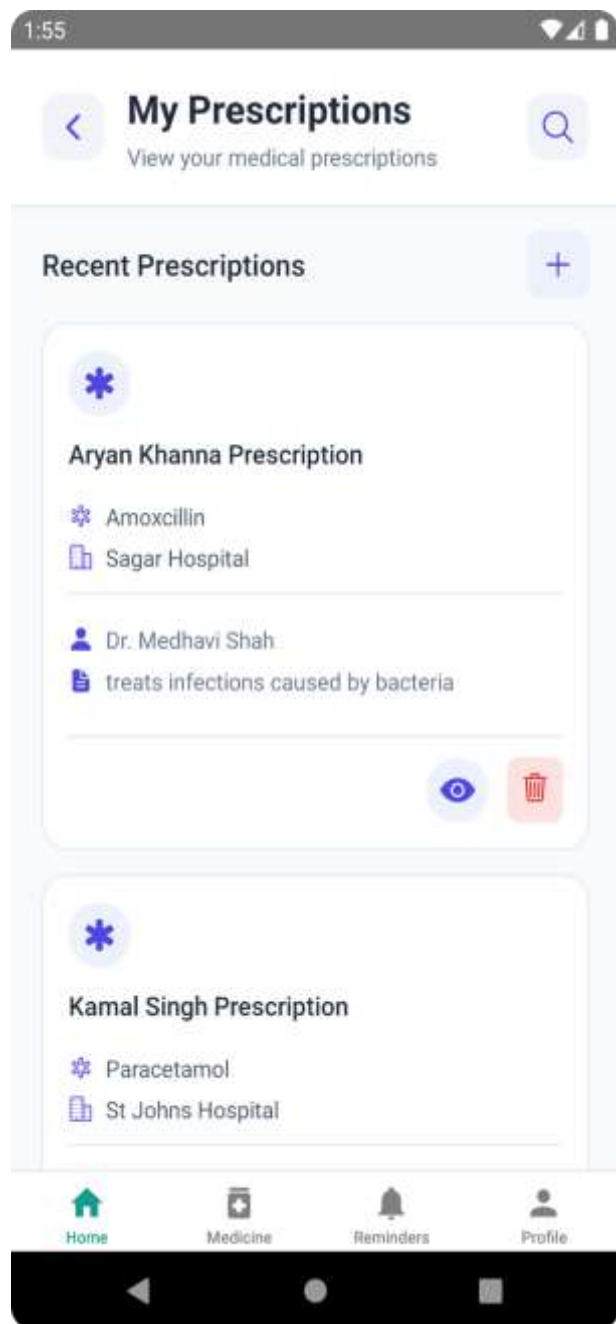 1:55
My Prescriptions
View your medical prescriptions
Recent Prescriptions
Aryan Khanna Prescription
Amoxcillin
Sagar Hospital
Dr. Medhavi Shah
treats infections caused by bacteria
Kamal Singh Prescription
Paracetamol
St Johns Hospital
Home Medicine Reminders Profile